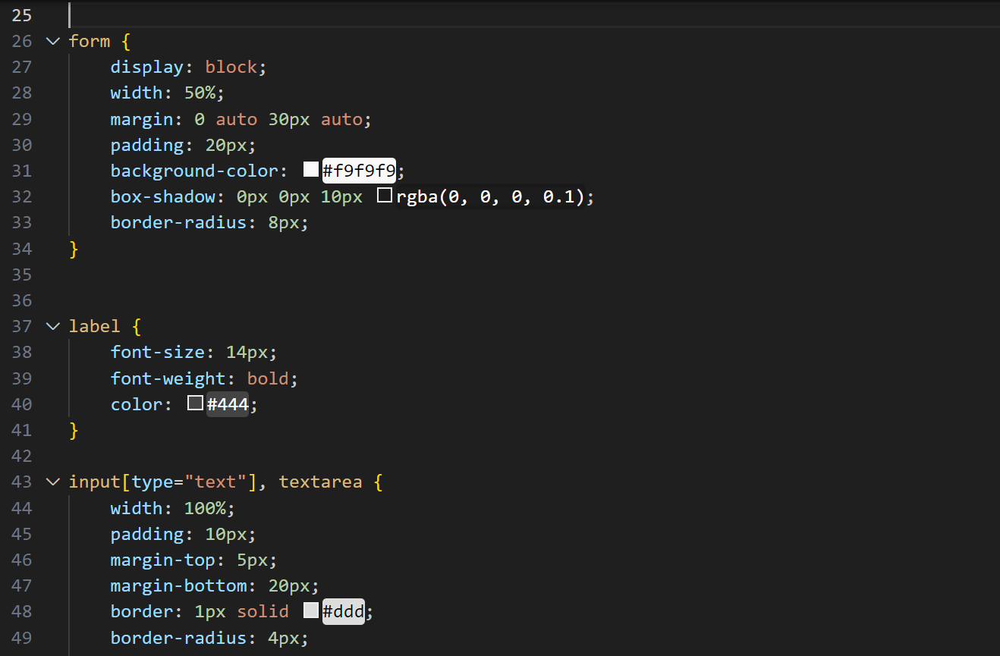 25
26 form {
27     display: block;
28     width: 50%;
29     margin: 0 auto 30px auto;
30     padding: 20px;
31     background-color: #f9f9f9;
32     box-shadow: 0px 0px 10px rgba(0, 0, 0, 0.1);
33     border-radius: 8px;
34 }
35
36
37 label {
38     font-size: 14px;
39     font-weight: bold;
40     color: #444;
41 }
42
43 input[type="text"], textarea {
44     width: 100%;
45     padding: 10px;
46     margin-top: 5px;
47     margin-bottom: 20px;
48     border: 1px solid #ddd;
49     border-radius: 4px;